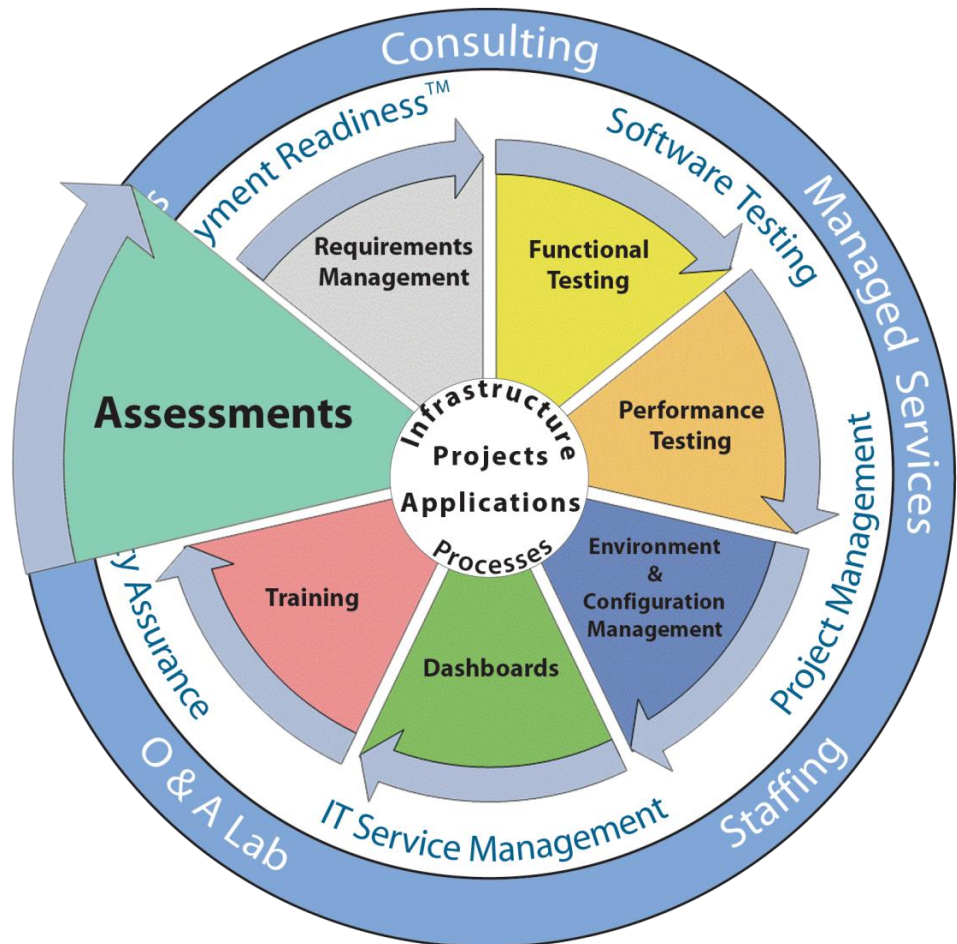 Consulting
Managed Services
Staffing
O & A Lab
Readiness™
Software Testing
Project Management
IT Service Management
Assurance
Requirements
Management
Functional
Testing
Performance
Testing
Environment
&
Configuration
Management
Dashboards
Training
Assessments
Infrastructure
Projects
Applications
Processes